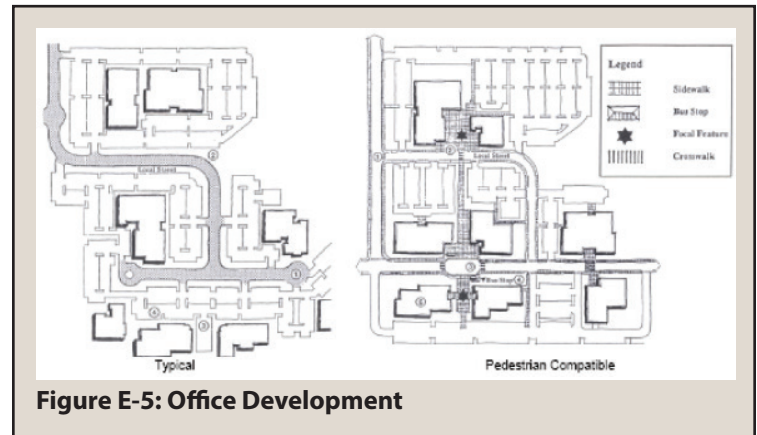 Legend
Sidewalk
Bus Stop
Focal Feature
Crosswalk
Local Street
Local Street
Bus Stop
Typical
Pedestrian Compatible
Figure E-5: Office Development